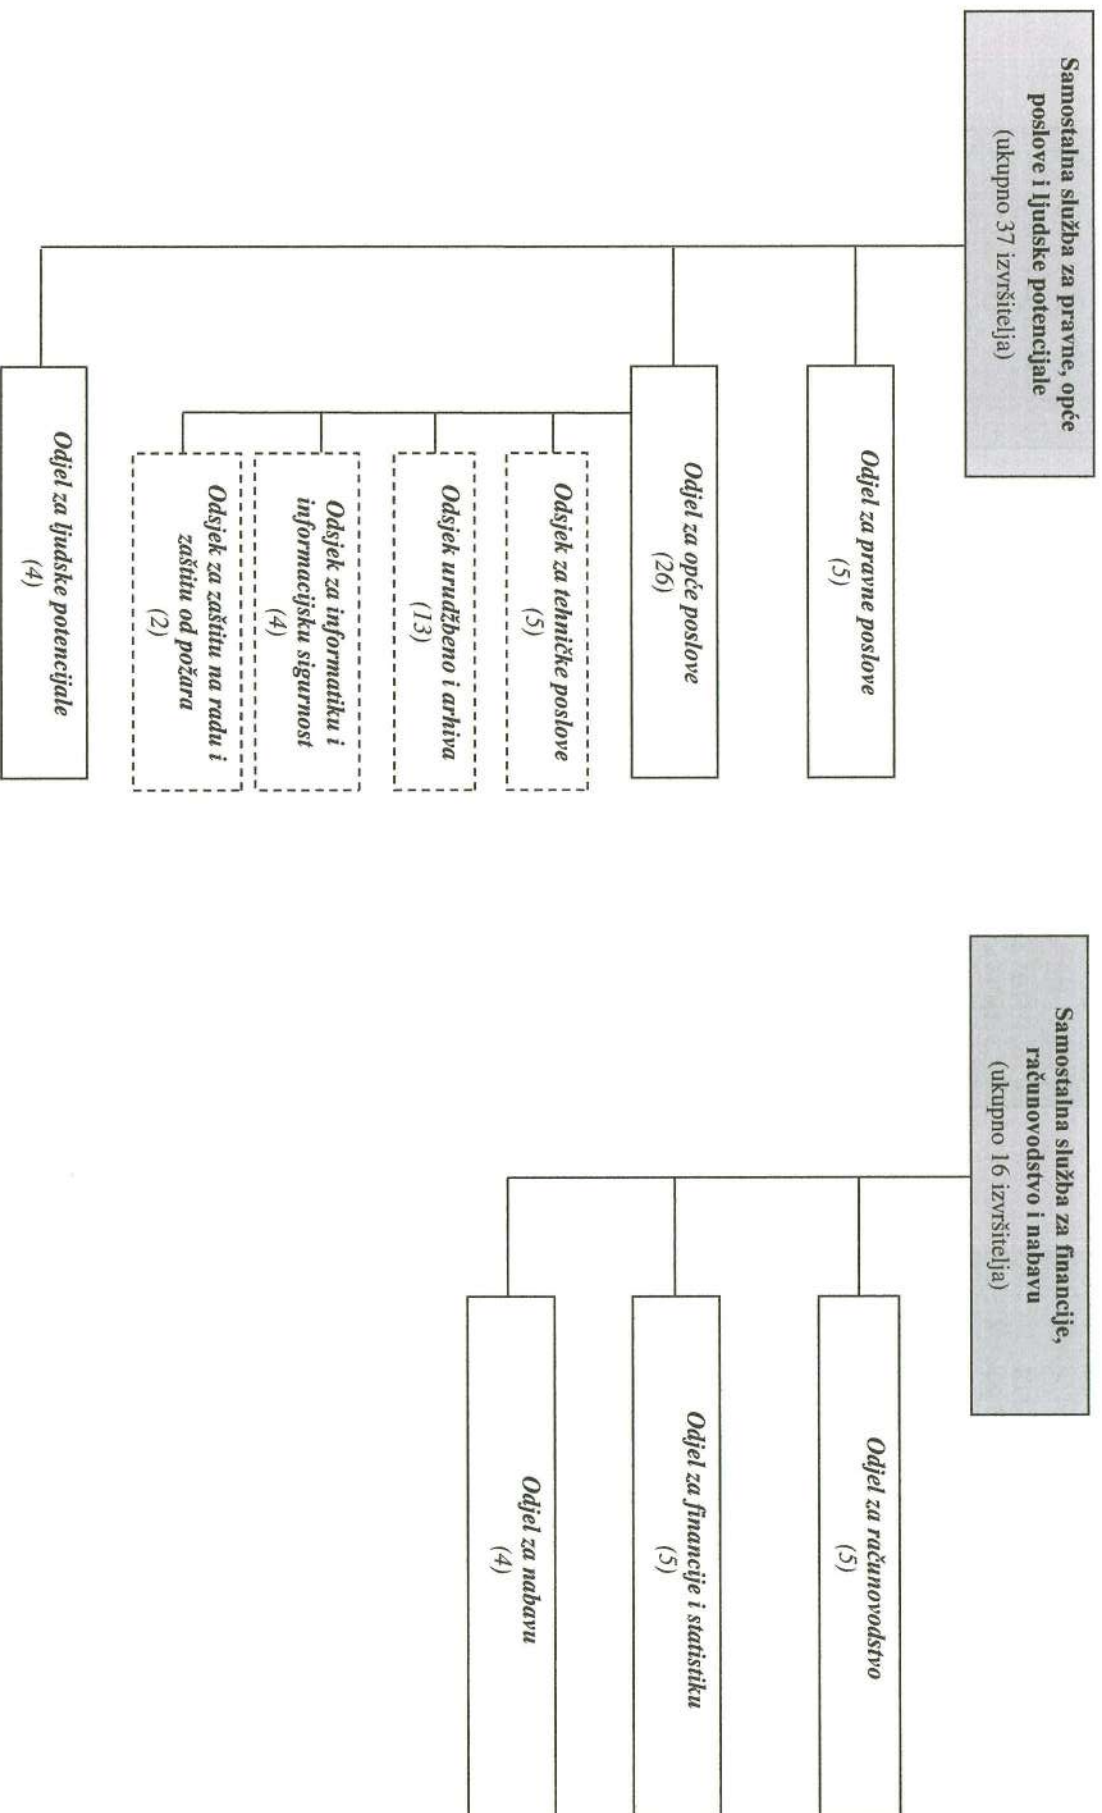 Samostalna služba za pravne, opće
poslove i ljudske potencijale
(ukupno 37 izvršitelja)
Odjel za pravne poslove
(5)
Odjel za opće poslove
(26)
Odsjek za tehničke poslove
(5)
Odsjek urudžbeno i arhiva
(13)
Odsjek za informatiku i
informacijsku sigurnost
(4)
Odsjek za zaštitu na radu i
zaštitu od požara
(2)
Odjel za ljudske potencijale
(4)
Samostalna služba za financije,
računovodstvo i nabavu
(ukupno 16 izvršitelja)
Odjel za računovodstvo
(5)
Odjel za financije i statistiku
(5)
Odjel za nabavu
(4)